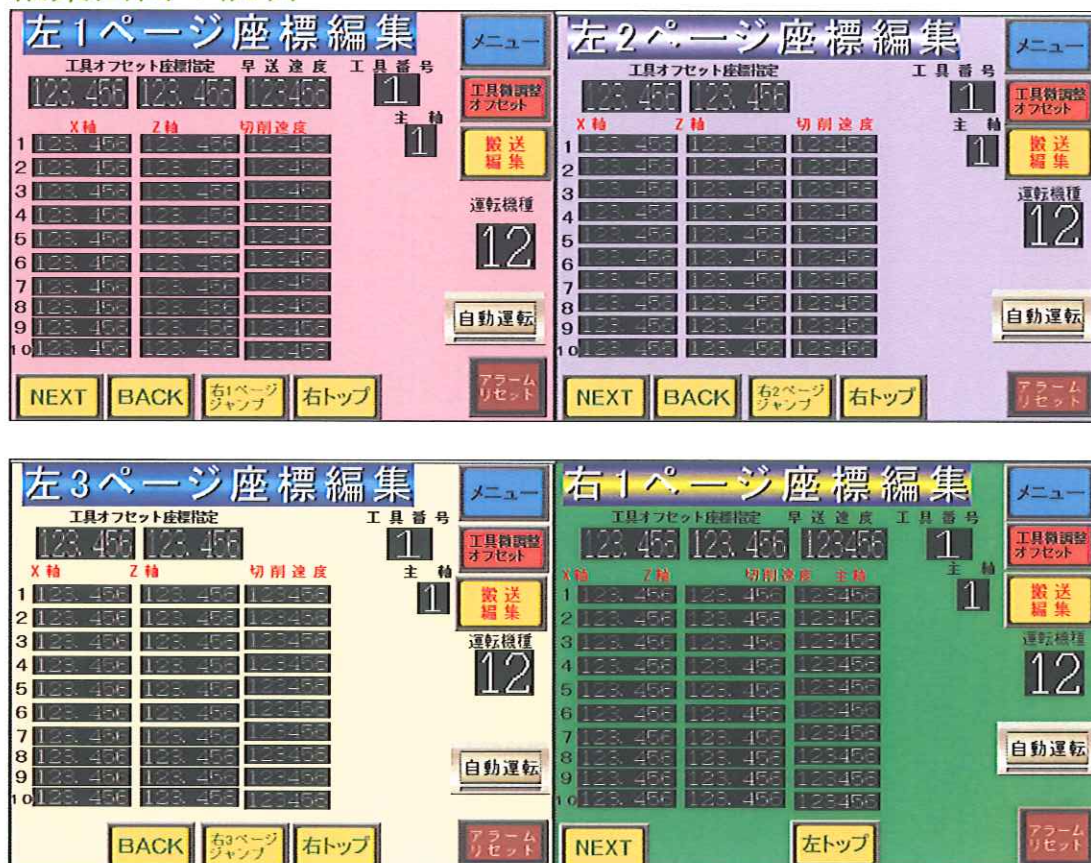 左1ページ座標編集
メニュー
工具オフセット座標指定 早送速度 工具番号
123.456 123.456 123456 1
工具微調整
オフセット
主軸
X軸 Z軸 切削速度 1
搬送
編集
1 123.456 123.456 123456
2 123.456 123.456 123456
3 123.456 123.456 123456
運転機種
4 123.456 123.456 123456
12
5 123.456 123.456 123456
6 123.456 123.456 123456
7 123.456 123.456 123456
8 123.456 123.456 123456
自動運転
9 123.456 123.456 123456
10 123.456 123.456 123456
アラーム
リセット
NEXT BACK 右1ページ
ジャンプ 右トップ
左2ページ座標編集
メニュー
工具オフセット座標指定 工具番号
123.456 123.456 1
工具微調整
オフセット
X軸 Z軸 切削速度 主軸
1
搬送
編集
1 123.456 123.456 123456
2 123.456 123.456 123456
3 123.456 123.456 123456
運転機種
4 123.456 123.456 123456
12
5 123.456 123.456 123456
6 123.456 123.456 123456
7 123.456 123.456 123456
8 123.456 123.456 123456
自動運転
9 123.456 123.456 123456
10 123.456 123.456 123456
アラーム
リセット
NEXT BACK 右2ページ
ジャンプ 右トップ
左3ページ座標編集
メニュー
工具オフセット座標指定 工具番号
123.456 123.456 1
工具微調整
オフセット
X軸 Z軸 切削速度 主軸
1
搬送
編集
1 123.456 123.456 123456
2 123.456 123.456 123456
3 123.456 123.456 123456
運転機種
4 123.456 123.456 123456
12
5 123.456 123.456 123456
6 123.456 123.456 123456
7 123.456 123.456 123456
8 123.456 123.456 123456
自動運転
9 123.456 123.456 123456
10 123.456 123.456 123456
アラーム
リセット
BACK 右3ページ
ジャンプ 右トップ
右1ページ座標編集
メニュー
工具オフセット座標指定 早送速度 工具番号
123.456 123.456 123456 1
工具微調整
オフセット
主軸
X軸 Z軸 切削速度 主軸 1
搬送
編集
1 123.456 123.456 123456
2 123.456 123.456 123456
3 123.456 123.456 123456
運転機種
4 123.456 123.456 123456
12
5 123.456 123.456 123456
6 123.456 123.456 123456
7 123.456 123.456 123456
自動運転
8 123.456 123.456 123456
9 123.456 123.456 123456
10 123.456 123.456 123456
アラーム
リセット
NEXT 左トップ